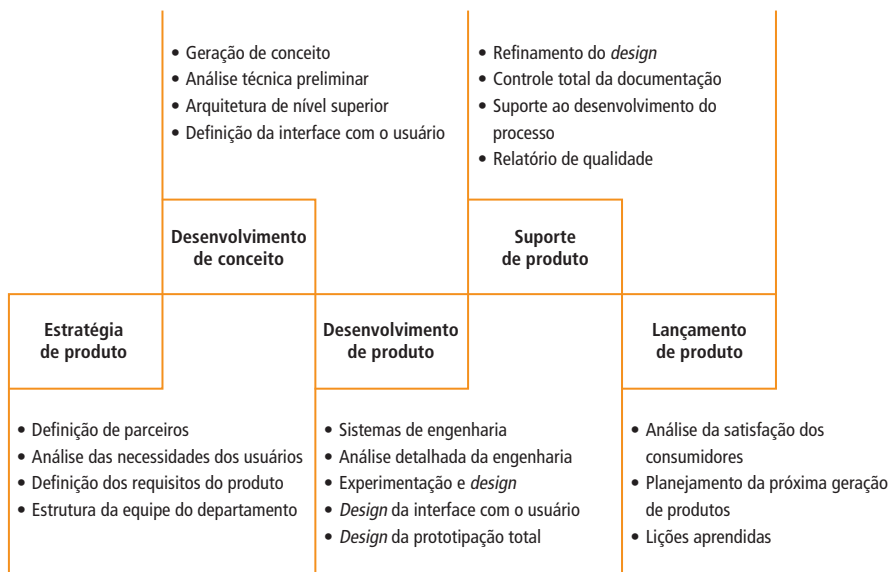 • Geração de conceito
• Análise técnica preliminar
• Arquitetura de nível superior
• Definição da interface com o usuário
• Refinamento do design
• Controle total da documentação
• Suporte ao desenvolvimento do
processo
• Relatório de qualidade
Desenvolvimento
de conceito
Suporte
de produto
Estratégia
de produto
Desenvolvimento
de produto
Lançamento
de produto
• Definição de parceiros
• Análise das necessidades dos usuários
• Definição dos requisitos do produto
• Estrutura da equipe do departamento
• Sistemas de engenharia
• Análise detalhada da engenharia
• Experimentação e design
• Design da interface com o usuário
• Design da prototipação total
• Análise da satisfação dos
consumidores
• Planejamento da próxima geração
de produtos
• Lições aprendidas